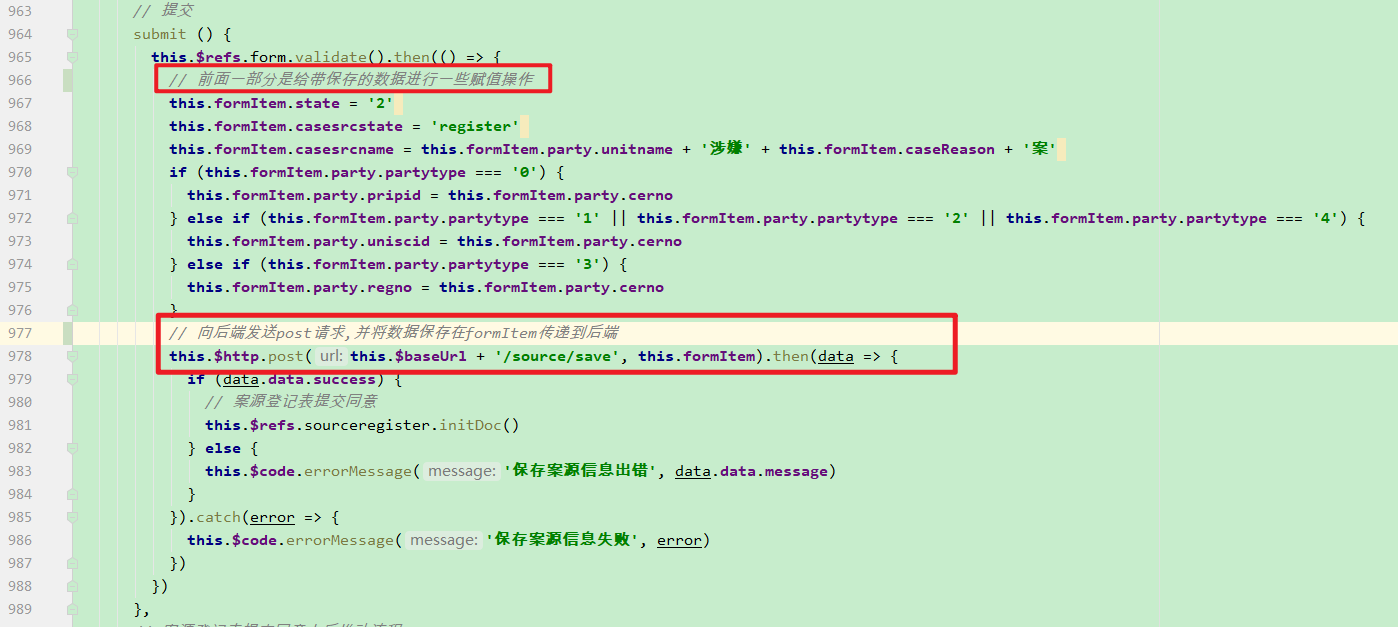 963 // 提交
964 submit () {
965 this.$refs.form.validate().then(() => {
966 // 前面一部分是给带保存的数据进行一些赋值操作
967 this.formItem.state = '2'
968 this.formItem.casesrcstate = 'register'
969 this.formItem.casesrcname = this.formItem.party.unitname + '涉嫌' + this.formItem.caseReason + '案'
970 if (this.formItem.party.partytype === '0') {
971 this.formItem.party.pripid = this.formItem.party.cerno
972 } else if (this.formItem.party.partytype === '1' || this.formItem.party.partytype === '2' || this.formItem.party.partytype === '4') {
973 this.formItem.party.uniscid = this.formItem.party.cerno
974 } else if (this.formItem.party.partytype === '3') {
975 this.formItem.party.regno = this.formItem.party.cerno
976 }
977 // 向后端发送post请求,并将数据保存在formItem传递到后端
978 this.$http.post( url: this.$baseUrl + '/source/save', this.formItem).then(data => {
979 if (data.data.success) {
980 // 案源登记表提交同意
981 this.$refs.sourceregister.initDoc()
982 } else {
983 this.$code.errorMessage( message: '保存案源信息出错', data.data.message)
984 }
985 }).catch(error => {
986 this.$code.errorMessage( message: '保存案源信息失败', error)
987 })
988 })
989 },